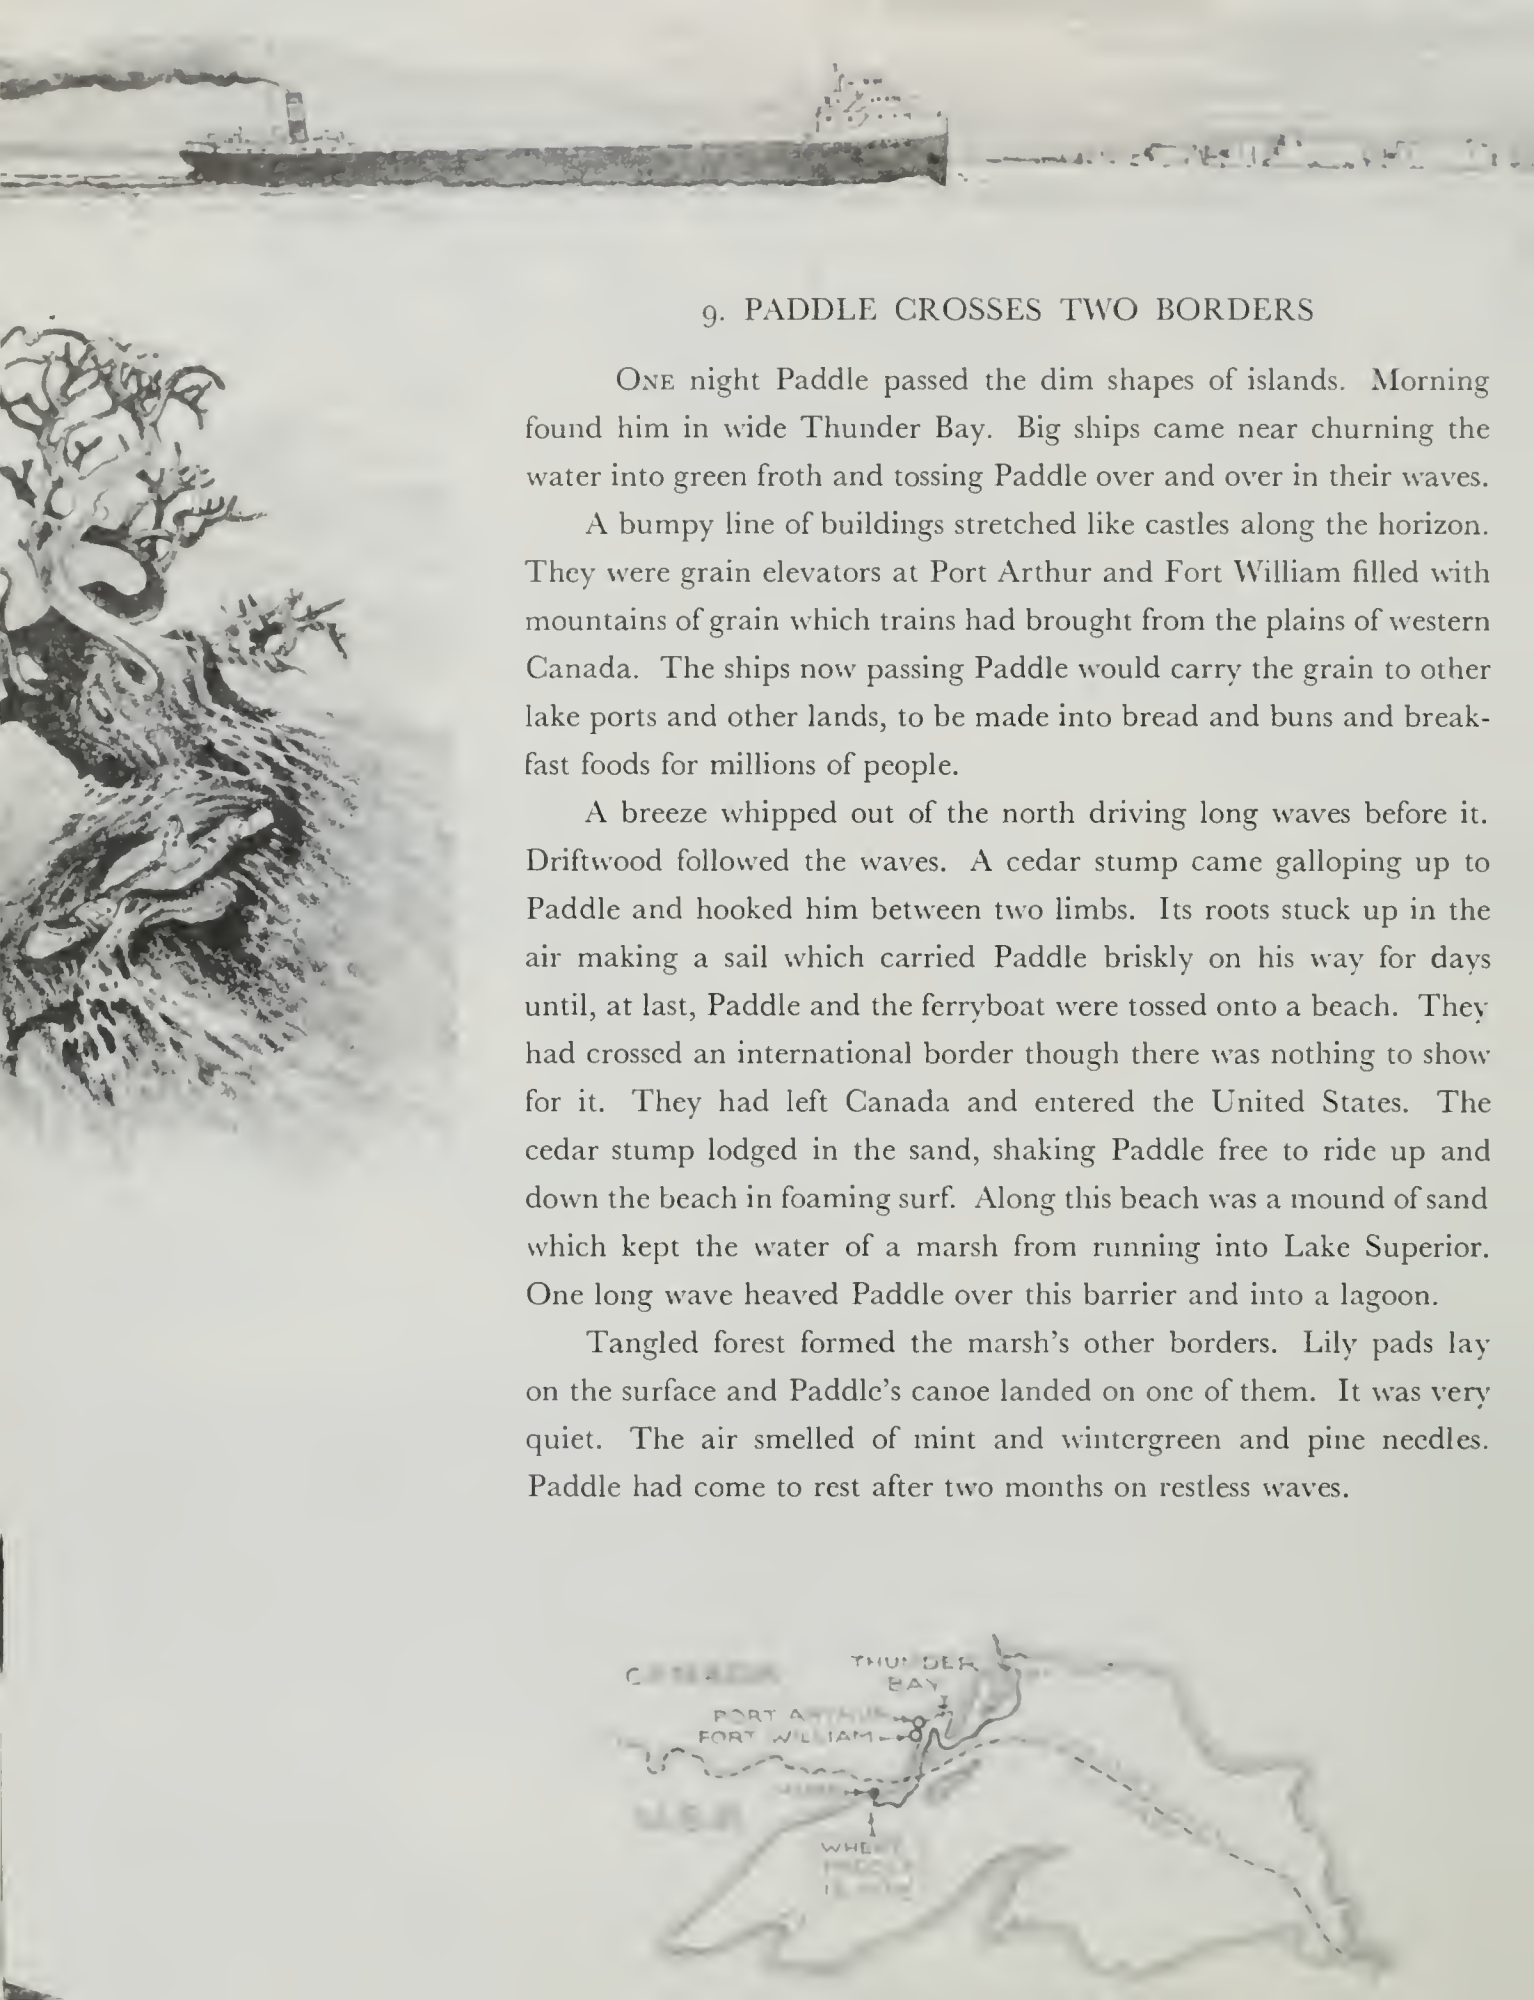 9. PADDLE CROSSES TWO BORDERS
ONE night Paddle passed the dim shapes of islands. Morning
found him in wide Thunder Bay. Big ships came near churning the
water into green froth and tossing Paddle over and over in their waves.
A bumpy line of buildings stretched like castles along the horizon.
They were grain elevators at Port Arthur and Fort William filled with
mountains of grain which trains had brought from the plains of western
Canada. The ships now passing Paddle would carry the grain to other
lake ports and other lands, to be made into bread and buns and break-
fast foods for millions of people.
A breeze whipped out of the north driving long waves before it.
Driftwood followed the waves. A cedar stump came galloping up to
Paddle and hooked him between two limbs. Its roots stuck up in the
air making a sail which carried Paddle briskly on his way for days
until, at last, Paddle and the ferryboat were tossed onto a beach. They
had crossed an international border though there was nothing to show
for it. They had left Canada and entered the United States. The
cedar stump lodged in the sand, shaking Paddle free to ride up and
down the beach in foaming surf. Along this beach was a mound of sand
which kept the water of a marsh from running into Lake Superior.
One long wave heaved Paddle over this barrier and into a lagoon.
Tangled forest formed the marsh's other borders. Lily pads lay
on the surface and Paddle's canoe landed on one of them. It was very
quiet. The air smelled of mint and wintergreen and pine needles.
Paddle had come to rest after two months on restless waves.
CANADA
THUNDER
BAY
PORT ARTHUR
FORT WILLIAM
U.S.A.
WHERE
PADDLE
IS NOW